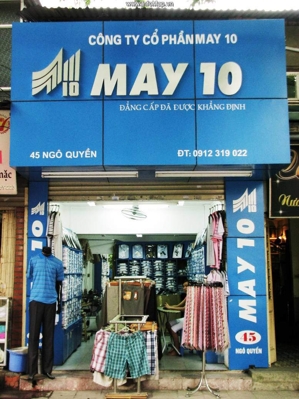 CÔNG TY CỔ PHẦN MAY 10
10
MAY 10
ĐẲNG CẤP ĐÃ ĐƯỢC KHẲNG ĐỊNH
45 NGÔ QUYỀN
ĐT: 0912 319 022
MAY 10
MAY 10
45
NGÔ QUYỀN